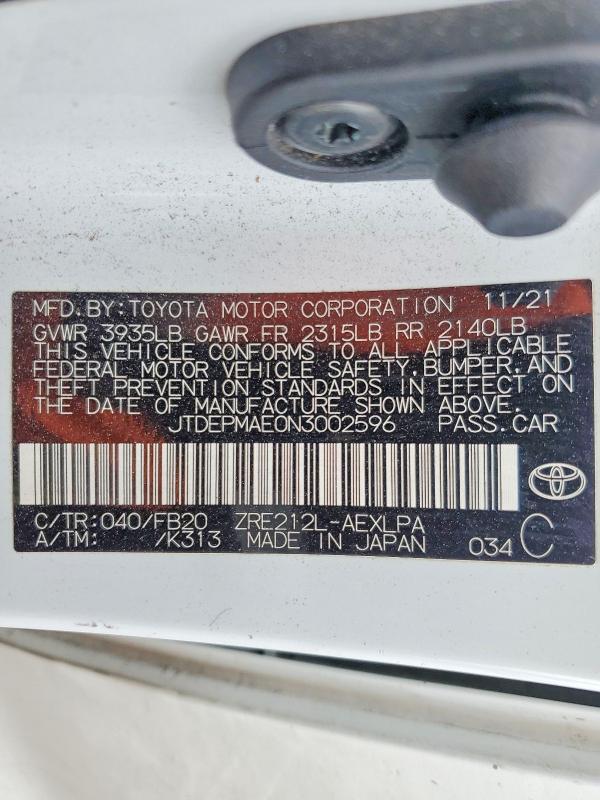 MFD. BY: TOYOTA MOTOR CORPORATION 11/21
GVWR 3935LB GAWR FR 2315LB RR 2140LB
THIS VEHICLE CONFORMS TO ALL APPLICABLE
FEDERAL MOTOR VEHICLE SAFETY, BUMPER, AND
THEFT PREVENTION STANDARDS IN EFFECT ON
THE DATE OF MANUFACTURE SHOWN ABOVE.
JTDEPMAE0N3002596 PASS. CAR
C/TR: 040/FB20 ZRE212L-AEXLPA
A/TM: /K313 MADE IN JAPAN 034 C